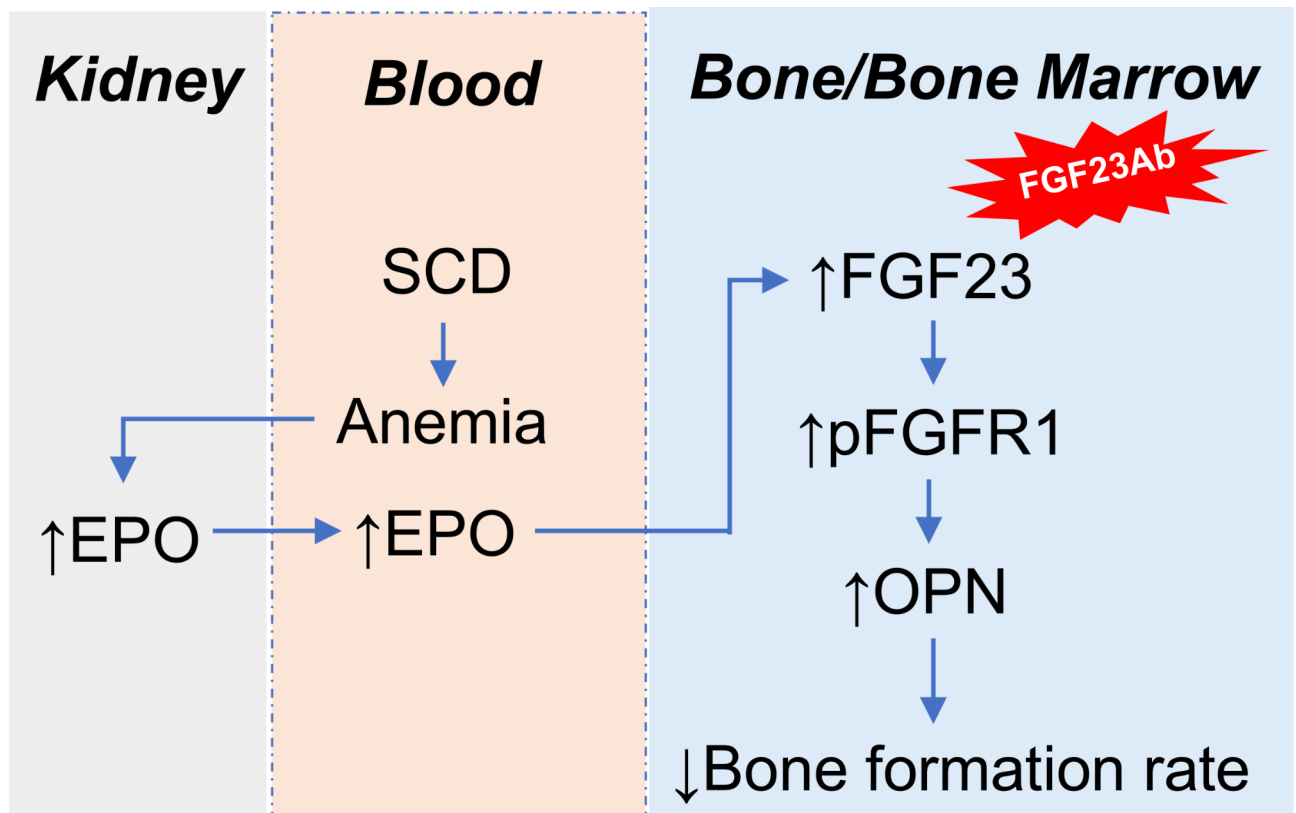 Kidney
Blood
Bone/Bone Marrow
FGF23Ab
SCD
↑FGF23
Anemia
↑pFGFR1
↑EPO
↑EPO
↑OPN
↓Bone formation rate